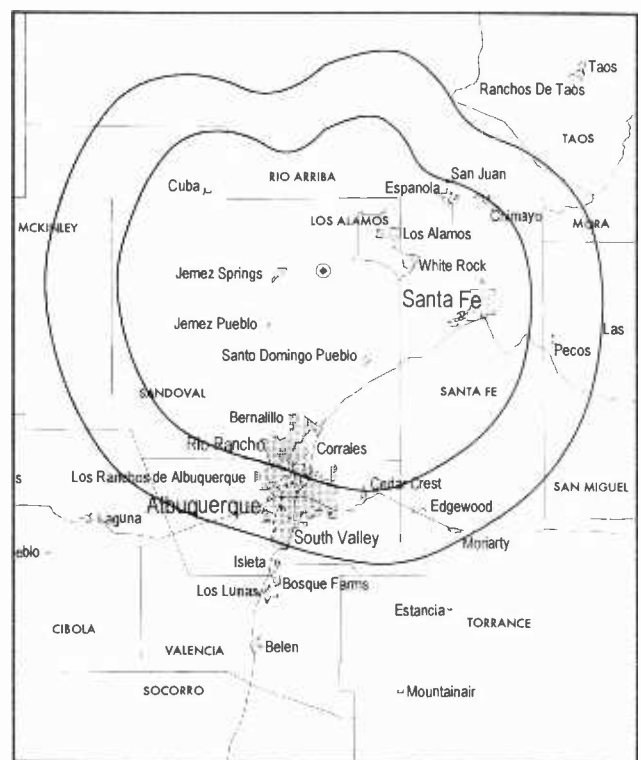 Taos
Ranchos De Taos
TAOS
RIO ARRIBA
San Juan
Cuba
Espanola
Chimayo
LOS ALAMOS
MORA
MCKINLEY
Los Alamos
White Rock
Jemez Springs
Santa Fe
Jemez Pueblo
Las
Pecos
Santo Domingo Pueblo
SANDOVAL
SANTA FE
Bernalillo
Rio Rancho
Corrales
Los Ranchos de Albuquerque
Cedar Crest
SAN MIGUEL
s
Albuquerque
Edgewood
Laguna
South Valley
Moriarty
eblo
Isleta
Bosque Farms
Los Lunas
Estancia
TORRANCE
CIBOLA
VALENCIA
Belen
SOCORRO
Mountainair